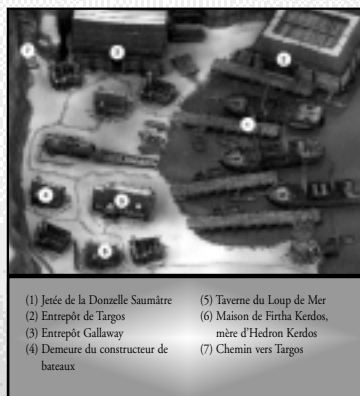 (1) Jetée de la Donzelle Saumâtre
(2) Entrepôt de Targos
(3) Entrepôt Gallaway
(4) Demeure du constructeur de
bateaux
(5) Taverne du Loup de Mer
(6) Maison de Firtha Kerdos,
mère d'Hedron Kerdos
(7) Chemin vers Targos